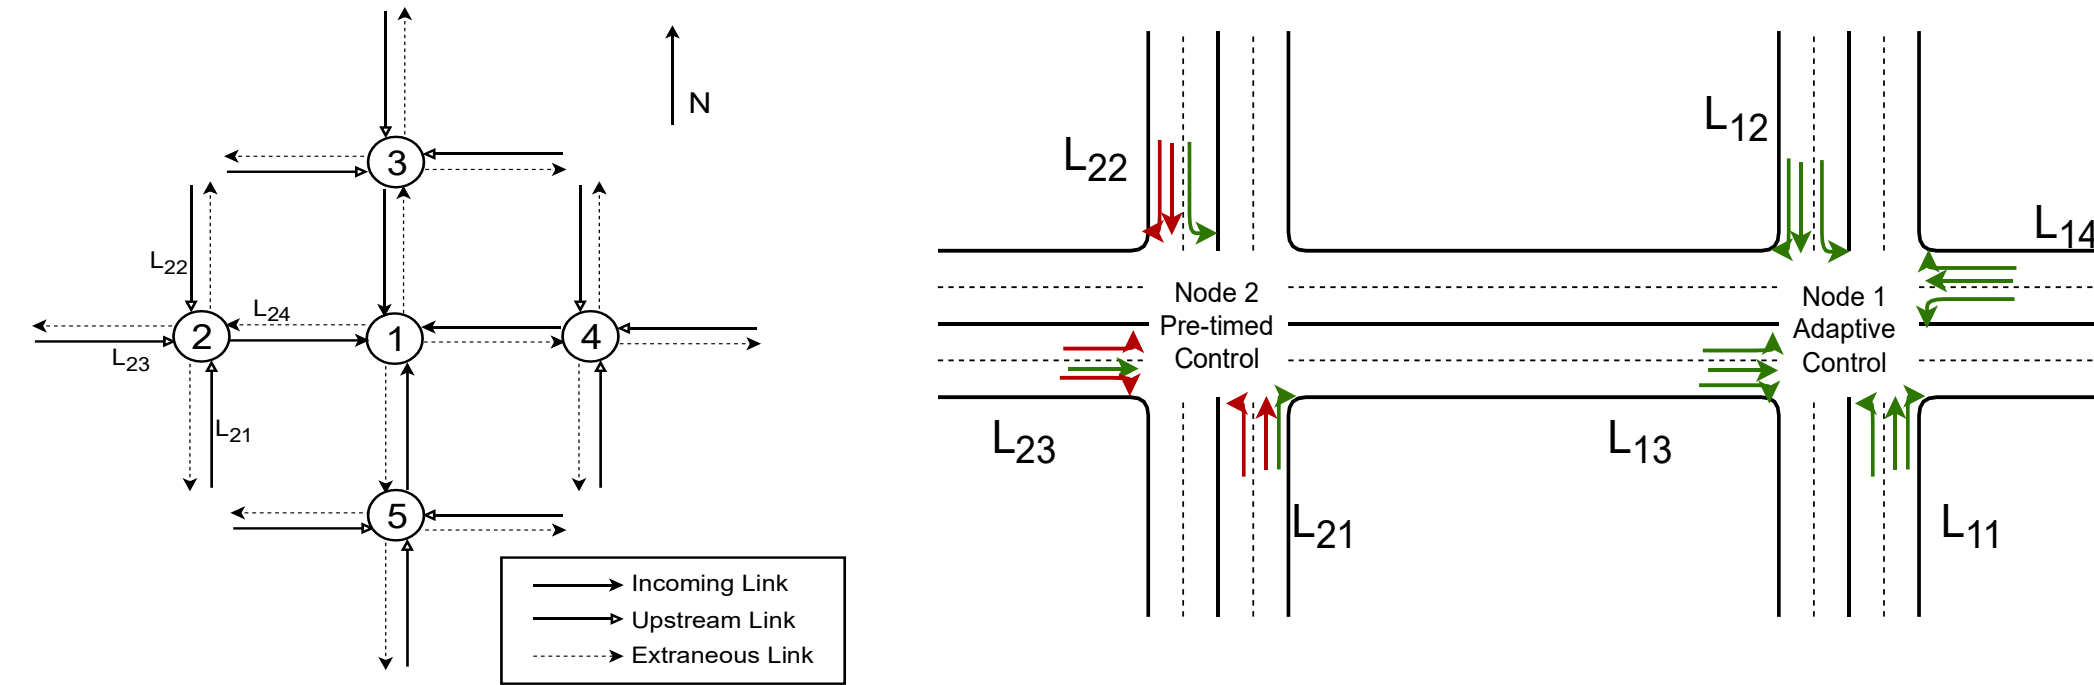 N
3
L22
L24
2
1
4
L23
L21
5
Incoming Link
Upstream Link
Extraneous Link
L12
L22
L14
Node 2
Pre-timed
Control
Node 1
Adaptive
Control
L23
L13
L21
L11